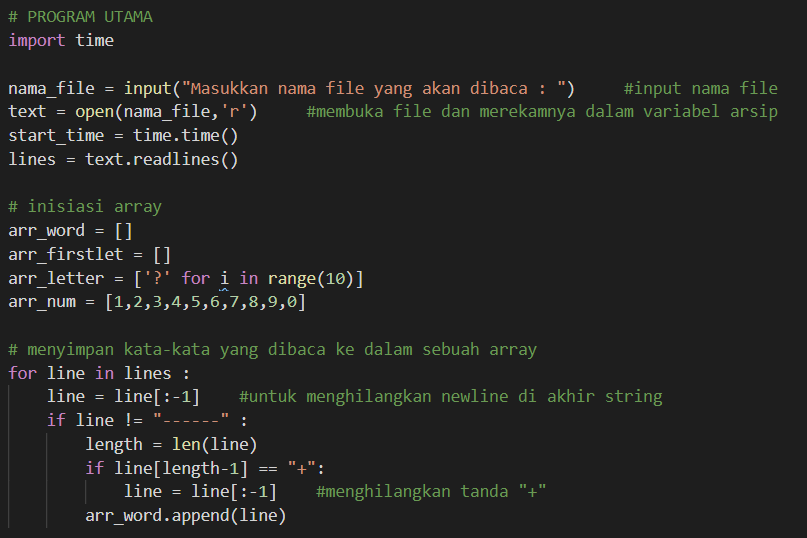 # PROGRAM UTAMA
import time
nama_file = input("Masukkan nama file yang akan dibaca : ")     #input nama file
text = open(nama_file,'r')     #membuka file dan merekamnya dalam variabel arsip
start_time = time.time()
lines = text.readlines()
# inisiasi array
arr_word = []
arr_firstlet = []
arr_letter = ['?' for i in range(10)]
arr_num = [1,2,3,4,5,6,7,8,9,0]
# menyimpan kata-kata yang dibaca ke dalam sebuah array
for line in lines :
    line = line[:-1]    #untuk menghilangkan newline di akhir string
    if line != "------" :
        length = len(line)
        if line[length-1] == "+":
            line = line[:-1]    #menghilangkan tanda "+"
        arr_word.append(line)